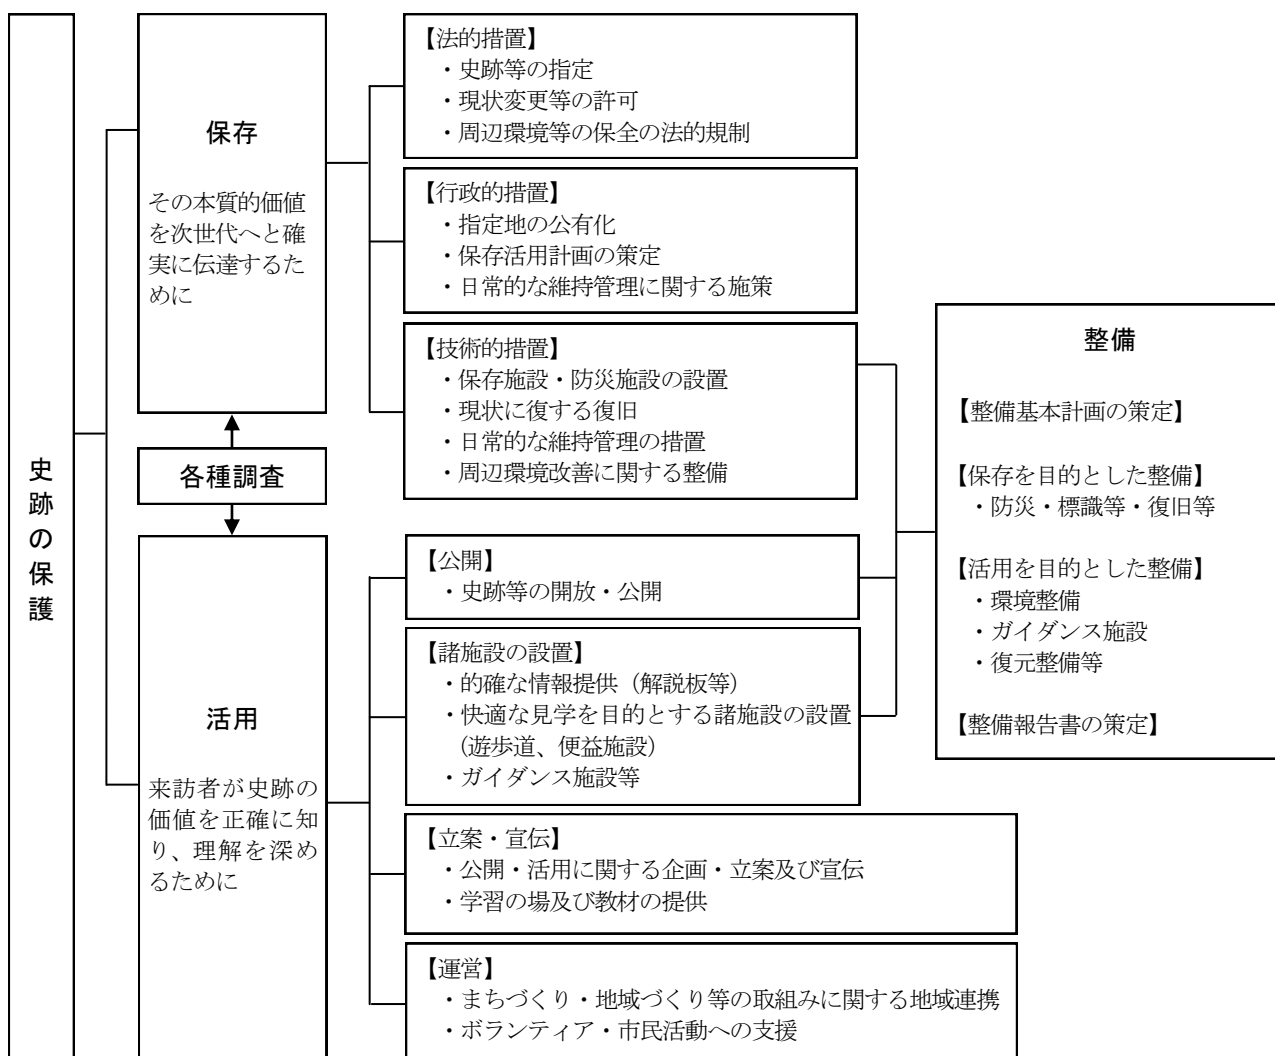 史跡の保護
保存
その本質的価値
を次世代へと確
実に伝達するた
めに
各種調査
活用
来訪者が史跡の
価値を正確に知
り、理解を深め
るために
【法的措置】
・史跡等の指定
・現状変更等の許可
・周辺環境等の保全の法的規制
【行政的措置】
・指定地の公有化
・保存活用計画の策定
・日常的な維持管理に関する施策
【技術的措置】
・保存施設・防災施設の設置
・現状に復する復旧
・日常的な維持管理の措置
・周辺環境改善に関する整備
【公開】
・史跡等の開放・公開
【諸施設の設置】
・的確な情報提供（解説板等）
・快適な見学を目的とする諸施設の設置
（遊歩道、便益施設）
・ガイダンス施設等
【立案・宣伝】
・公開・活用に関する企画・立案及び宣伝
・学習の場及び教材の提供
【運営】
・まちづくり・地域づくり等の取組みに関する地域連携
・ボランティア・市民活動への支援
整備
【整備基本計画の策定】
【保存を目的とした整備】
・防災・標識等・復旧等
【活用を目的とした整備】
・環境整備
・ガイダンス施設
・復元整備等
【整備報告書の策定】